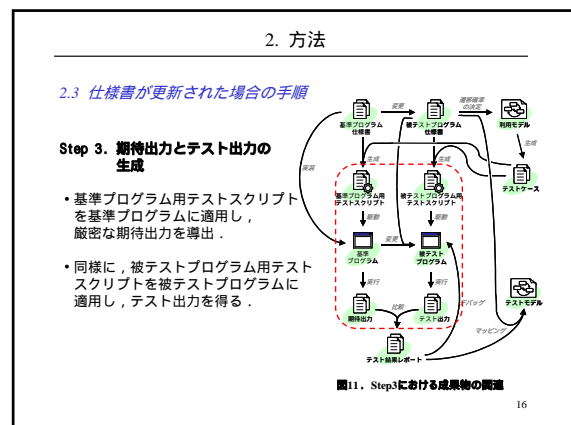 2. 方法
2.3 仕様書が更新された場合の手順
Step 3. 期待出力とテスト出力の
生成
• 基準プログラム用テストスクリプト
を基準プログラムに適用し,
厳密な期待出力を導出.
• 同様に,被テストプログラム用テスト
スクリプトを被テストプログラムに
適用し,テスト出力を得る.
変更
遷移確率
の決定
基準プログラム
仕様書
被テストプログラム
仕様書
利用モデル
生成
生成
生成
実装
テストケース
基準プログラム用
テストスクリプト
被テストプログラム用
テストスクリプト
駆動
駆動
変更
基準
プログラム
被テスト
プログラム
実行
実行
テストモデル
期待出力
比較
テスト出力
デバッグ
マッピング
テスト結果レポート
図11. Step3における成果物の関連
16